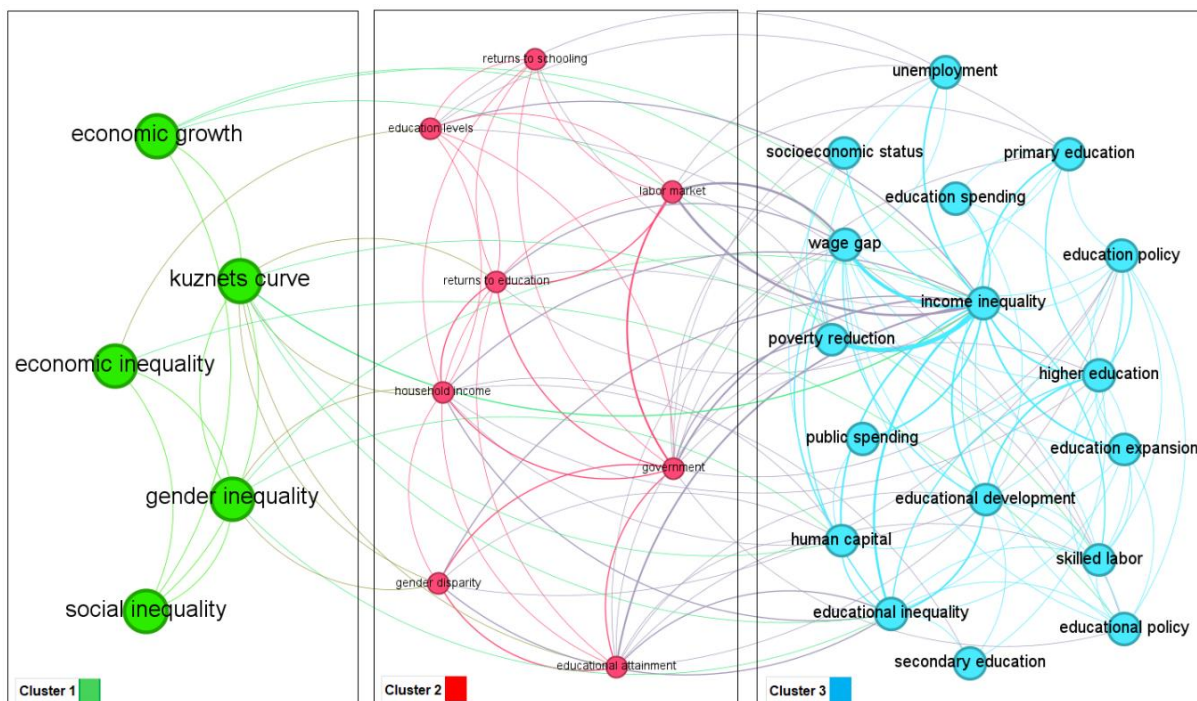 economic growth
kuznets curve
economic inequality
gender inequality
social inequality
Cluster 1
returns to schooling
education levels
labor market
returns to education
household income
government
gender disparity
educational attainment
Cluster 2
unemployment
socioeconomic status
primary education
education spending
wage gap
education policy
income inequality
poverty reduction
higher education
public spending
education expansion
educational development
human capital
skilled labor
educational inequality
educational policy
secondary education
Cluster 3